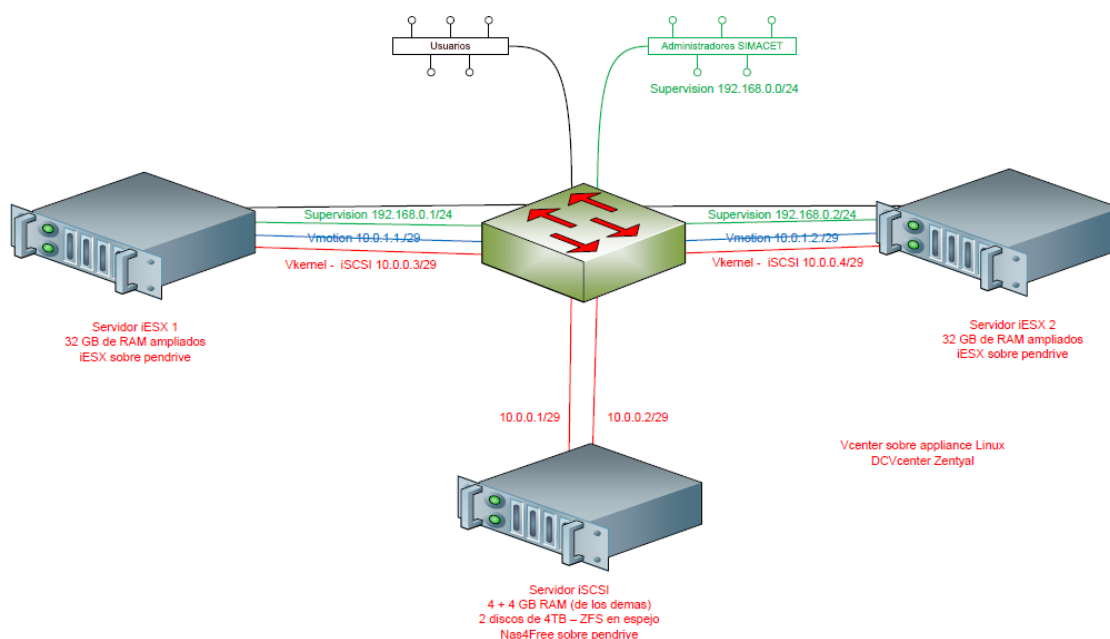 Usuarios
Administradores SIMACET
Supervision 192.168.0.0/24
Supervision 192.168.0.1/24
Vmotion 10.0.1.1./29
Vkernel - iSCSI 10.0.0.3/29
Supervision 192.168.0.2/24
Vmotion 10.0.1.2./29
Vkernel - iSCSI 10.0.0.4/29
Servidor iESX 1
32 GB de RAM ampliados
iESX sobre pendrive
Servidor iESX 2
32 GB de RAM ampliados
iESX sobre pendrive
10.0.0.1/29
10.0.0.2/29
Vcenter sobre appliance Linux
DCVcenter Zentyal
Servidor iSCSI
4 + 4 GB RAM (de los demas)
2 discos de 4TB – ZFS en espejo
Nas4Free sobre pendrive